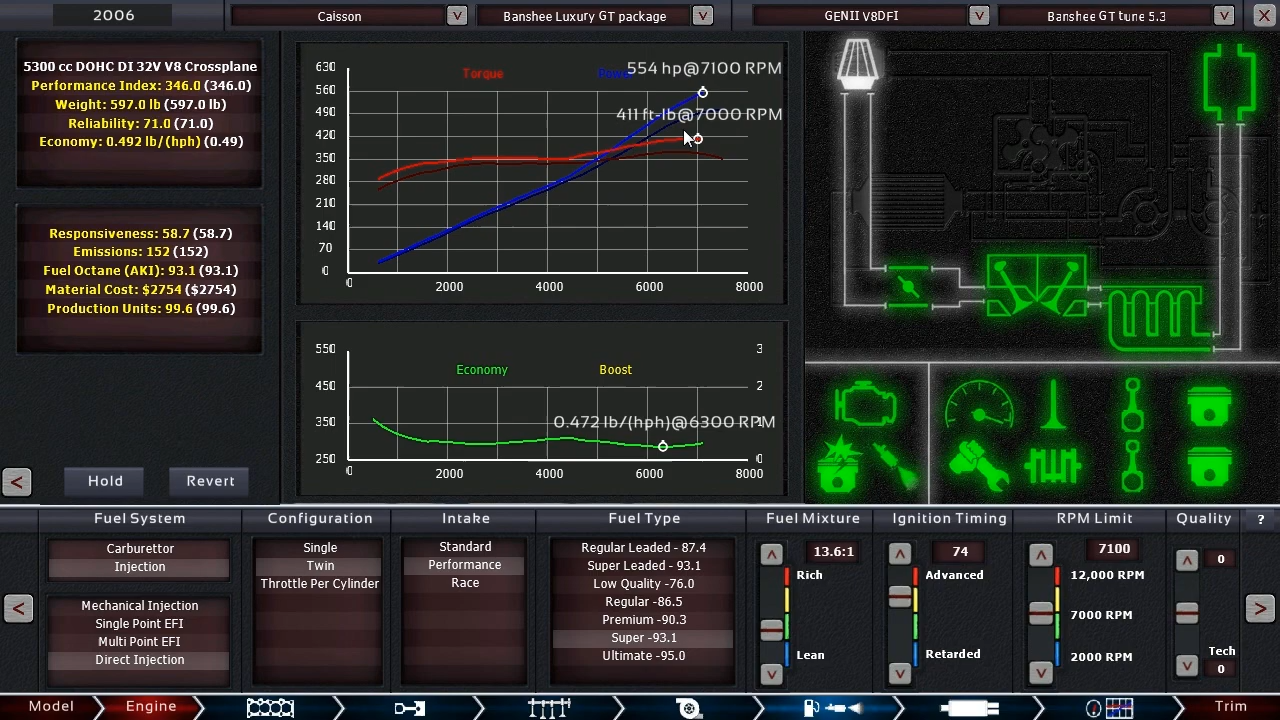 2006
Caisson
Banshee Luxury GT package
GENII V8DFI
Banshee GT tune 5.3
5300 cc DOHC DI 32V V8 Crossplane
Performance Index: 346.0 (346.0)
Weight: 597.0 lb (597.0 lb)
Reliability: 71.0 (71.0)
Economy: 0.492 lb/(hph) (0.49)
Responsiveness: 58.7 (58.7)
Emissions: 152 (152)
Fuel Octane (AKI): 93.1 (93.1)
Material Cost: $2754 ($2754)
Production Units: 99.6 (99.6)
< Hold Revert
630
560
490
420
350
280
210
140
70
0
0 2000 4000 6000 8000
Torque
554 hp@7100 RPM
411 ft-lb@7000 RPM
550
450
350
250
3
2
0
0 2000 4000 6000 8000
Economy Boost
0.472 lb/(hph)@6300 RPM
Fuel System
Carburettor
Injection
Mechanical Injection
Single Point EFI
Multi Point EFI
Direct Injection
Configuration
Single
Twin
Throttle Per Cylinder
Intake
Standard
Performance
Race
Fuel Type
Regular Leaded - 87.4
Super Leaded - 93.1
Low Quality -76.0
Regular -86.5
Premium -90.3
Super -93.1
Ultimate -95.0
Fuel Mixture
13.6:1
Rich
Lean
Ignition Timing
74
Advanced
Retarded
RPM Limit
7100
12,000 RPM
7000 RPM
2000 RPM
Quality
0
Tech
0
?
<
>
Model
Engine
Trim